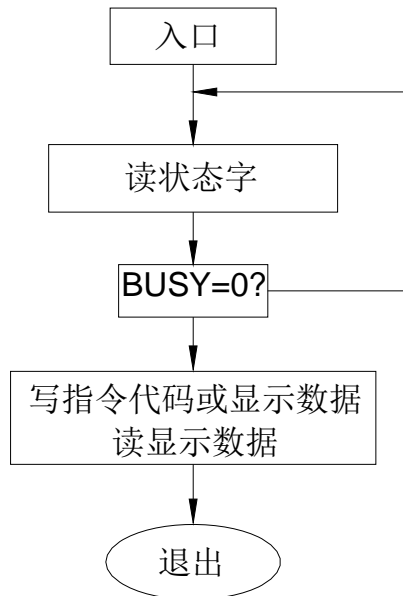 入口
读状态字
BUSY=0?
写指令代码或显示数据
读显示数据
退出